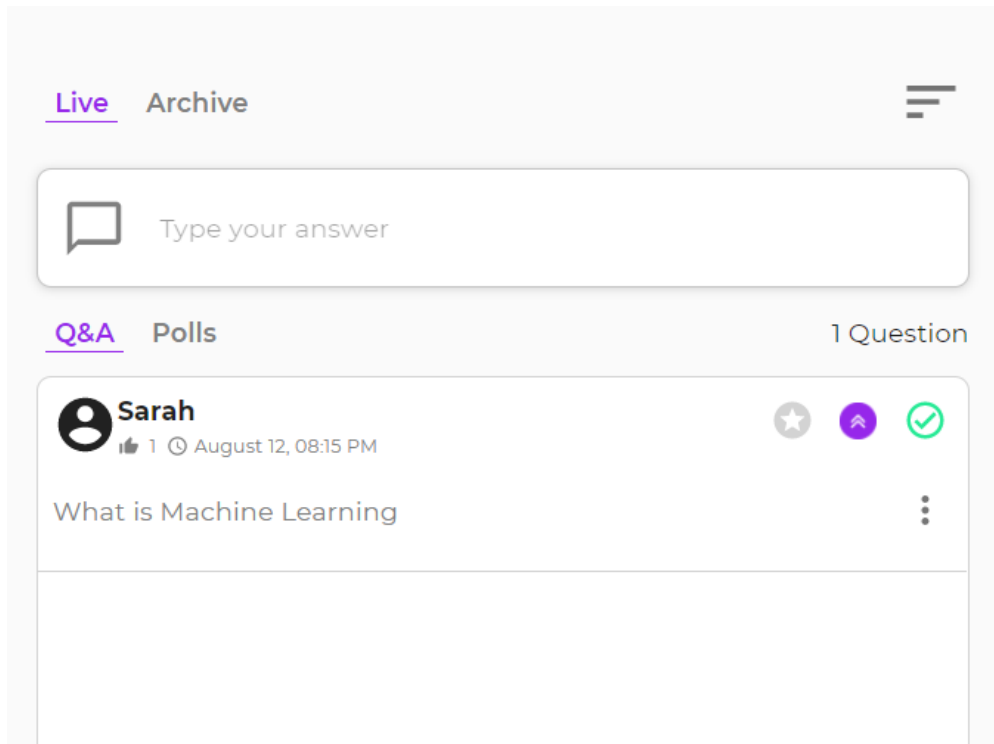 Live Archive
Type your answer
Q&A Polls 1 Question
Sarah
1 August 12, 08:15 PM
What is Machine Learning